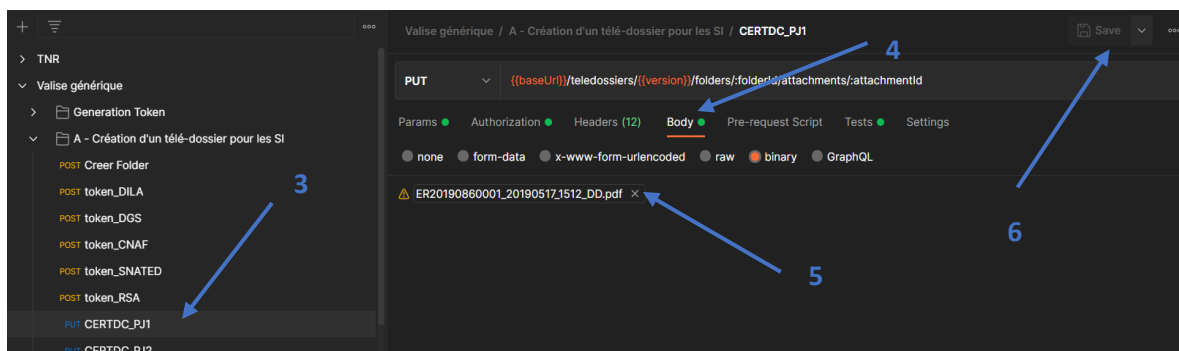 TNR
Valise générique
Generation Token
A - Création d'un télé-dossier pour les SI
POST Creer Folder
POST token_DILA
POST token_DGS
POST token_CNAF
POST token_SNATED
POST token_RSA
PUT CERTDC_PJ1
PUT CERTDC_PJ2
3
Valise générique / A - Création d'un télé-dossier pour les SI / CERTDC_PJ1
Save
4
PUT {{baseUrl}}/teledossiers/{{version}}/folders/:folderId/attachments/:attachmentId
Params Authorization Headers (12) Body Pre-request Script Tests Settings
none form-data x-www-form-urlencoded raw binary GraphQL
ER20190860001_20190517_1512_DD.pdf
5
6